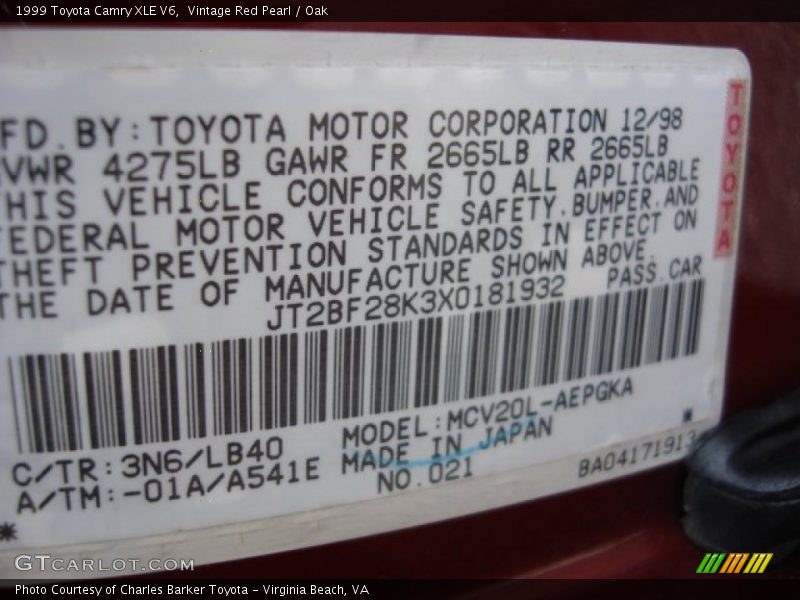 1999 Toyota Camry XLE V6,  Vintage Red Pearl / Oak
FD.BY:TOYOTA MOTOR CORPORATION 12/98
VWR 4275LB GAWR FR 2665LB RR 2665LB
HIS VEHICLE CONFORMS TO ALL APPLICABLE
EDERAL MOTOR VEHICLE SAFETY,BUMPER,AND
HEFT PREVENTION STANDARDS IN EFFECT ON
THE DATE OF MANUFACTURE SHOWN ABOVE.
JT2BF28K3X0181932 PASS.CAR
TOYOTA
C/TR:3N6/LB40 MODEL:MCV20L-AEPGKA
A/TM:-01A/A541E MADE IN JAPAN
NO.021 BA04171913
GTCARLOT.COM
Photo Courtesy of Charles Barker Toyota - Virginia Beach, VA